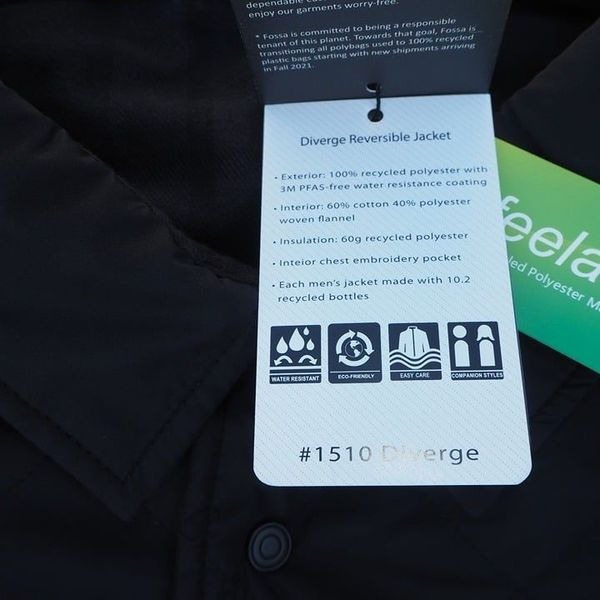 dependable
enjoy our garments worry-free.
* Fossa is committed to being a responsible
tenant of this planet. Towards that goal, Fossa is
transitioning all polybags used to 100% recycled
plastic bags starting with new shipments arriving
in Fall 2021.
Diverge Reversible Jacket
• Exterior: 100% recycled polyester with
3M PFAS-free water resistance coating
• Interior: 60% cotton 40% polyester
woven flannel
• Insulation: 60g recycled polyester
• Inteior chest embroidery pocket
• Each men's jacket made with 10.2
recycled bottles
WATER RESISTANT
ECO-FRIENDLY
EASY CARE
COMPANION STYLES
#1510 Diverge
feela
led Polyester M